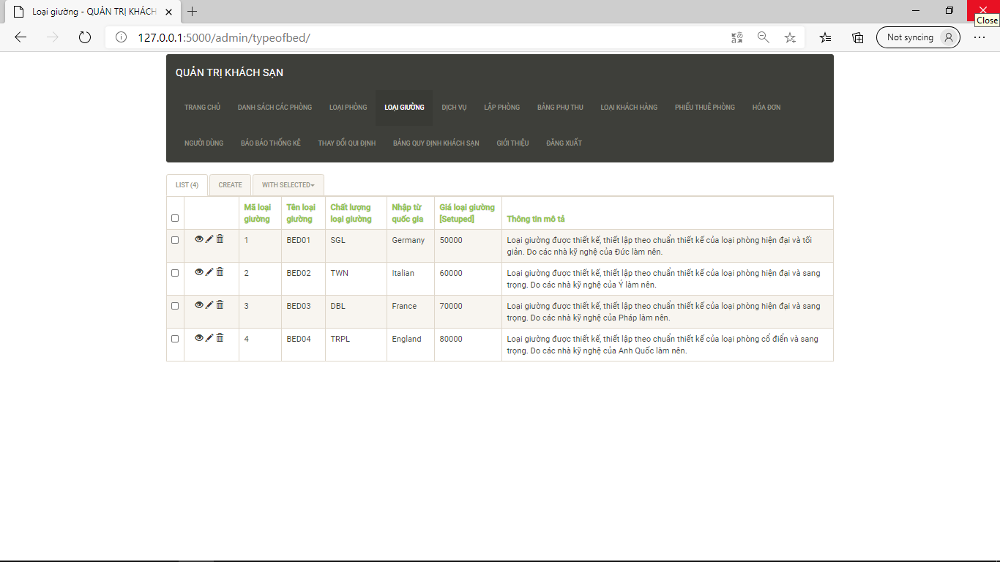 Loại giường - QUẢN TRỊ KHÁCH
Close
127.0.0.1:5000/admin/typeofbed/
Not syncing
QUẢN TRỊ KHÁCH SẠN
TRANG CHỦ DANH SÁCH CÁC PHÒNG LOẠI PHÒNG LOẠI GIƯỜNG DỊCH VỤ LẬP PHÒNG BẢNG PHỤ THU LOẠI KHÁCH HÀNG PHIẾU THUÊ PHÒNG HÓA ĐƠN
NGƯỜI DÙNG BÁO BÁO THỐNG KÊ THAY ĐỔI QUI ĐỊNH BẢNG QUY ĐỊNH KHÁCH SẠN GIỚI THIỆU ĐĂNG XUẤT
LIST (4) CREATE WITH SELECTED
Mã loại giường Tên loại giường Chất lượng loại giường Nhập từ quốc gia Giá loại giường [Setuped] Thông tin mô tả
1 BED01 SGL Germany 50000 Loại giường được thiết kế, thiết lập theo chuẩn thiết kế của loại phòng hiện đại và tối
giản. Do các nhà kỹ nghệ của Đức làm nên.
2 BED02 TWN Italian 60000 Loại giường được thiết kế, thiết lập theo chuẩn thiết kế của loại phòng hiện đại và sang
trọng. Do các nhà kỹ nghệ của Ý làm nên.
3 BED03 DBL France 70000 Loại giường được thiết kế, thiết lập theo chuẩn thiết kế của loại phòng hiện đại và sang
trọng. Do các nhà kỹ nghệ của Pháp làm nên.
4 BED04 TRPL England 80000 Loại giường được thiết kế, thiết lập theo chuẩn thiết kế của loại phòng cổ điển và sang
trọng. Do các nhà kỹ nghệ của Anh Quốc làm nên.